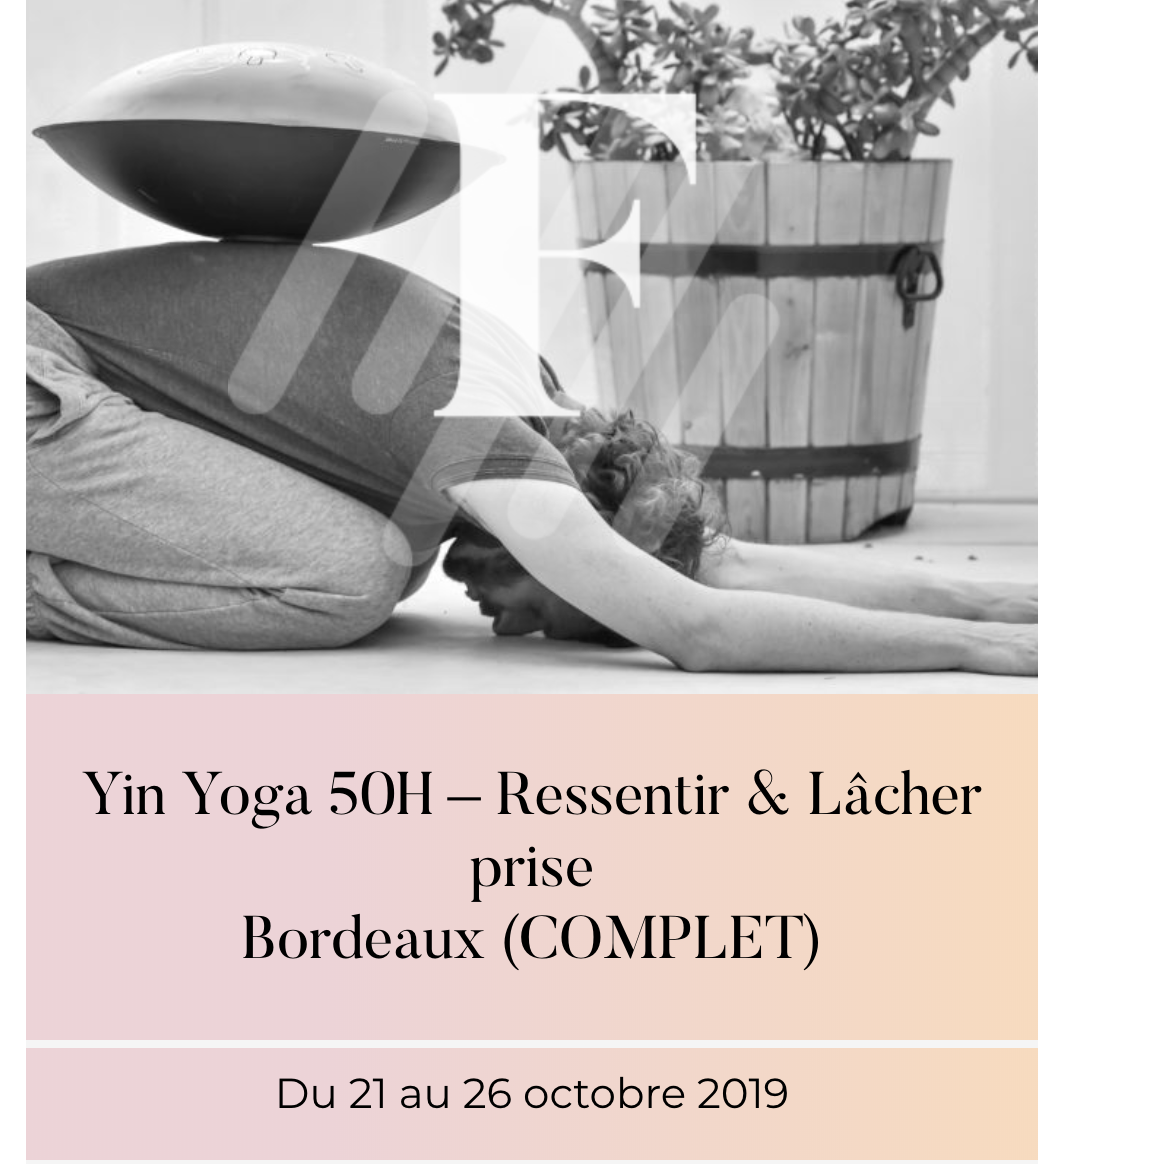 F
Yin Yoga 50H – Ressentir & Lâcher
prise
Bordeaux (COMPLET)
Du 21 au 26 octobre 2019